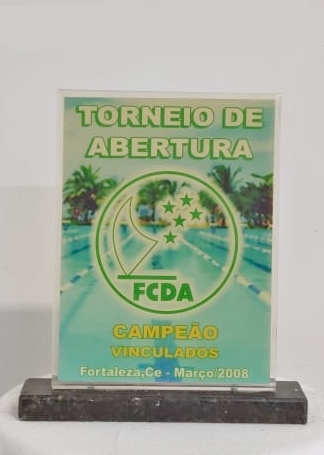 TORNEIO DE
ABERTURA
FCDA
CAMPEÃO
VINCULADOS
Fortaleza,Ce - Março/2008